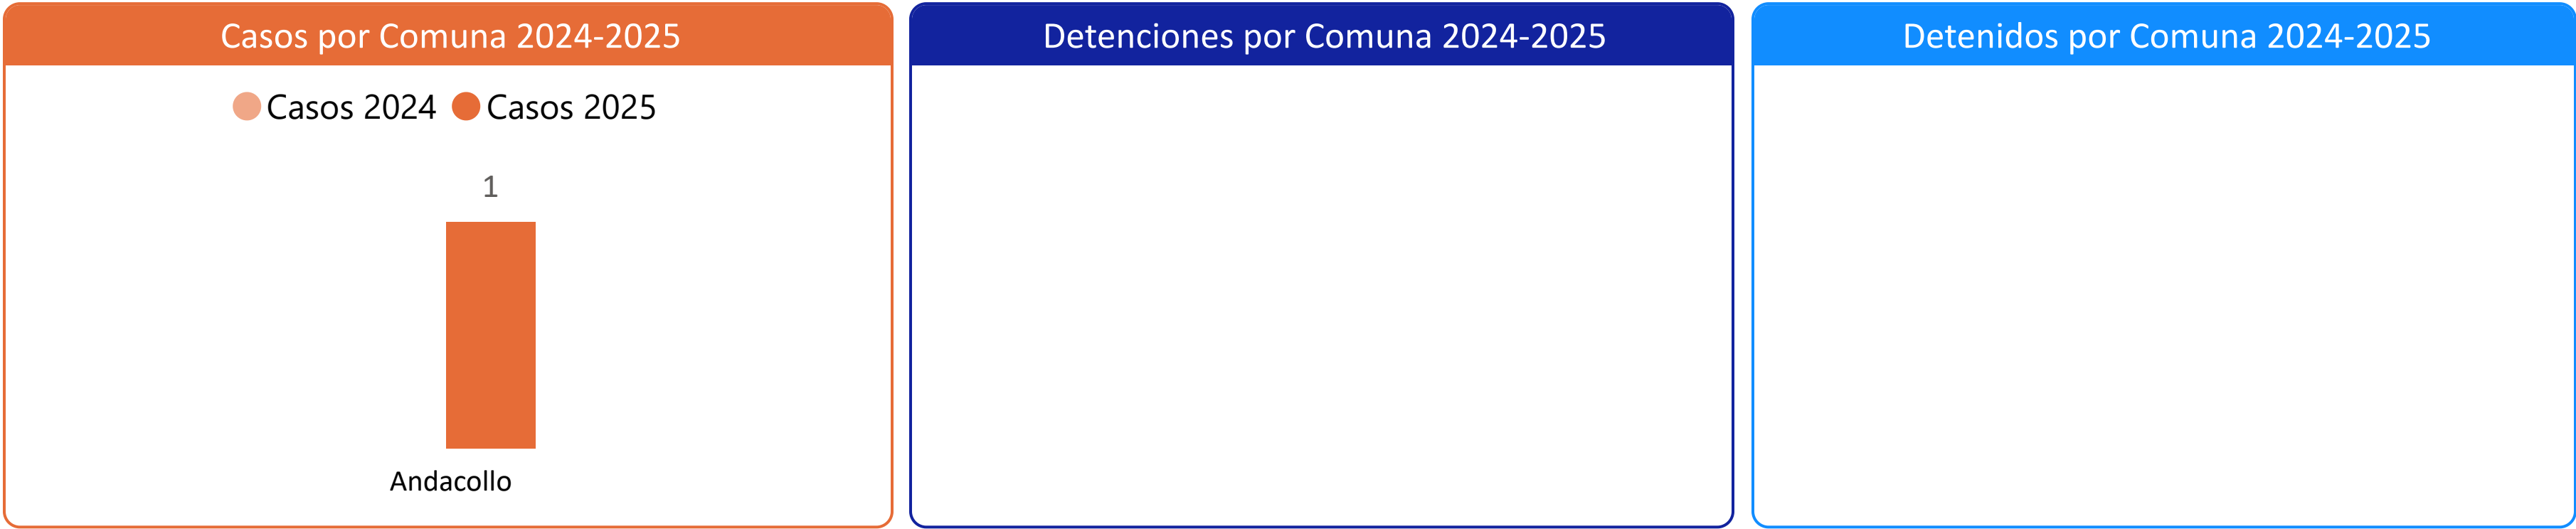 Casos por Comuna 2024-2025
Casos 2024 Casos 2025
1
Andacollo
Detenciones por Comuna 2024-2025
Detenidos por Comuna 2024-2025